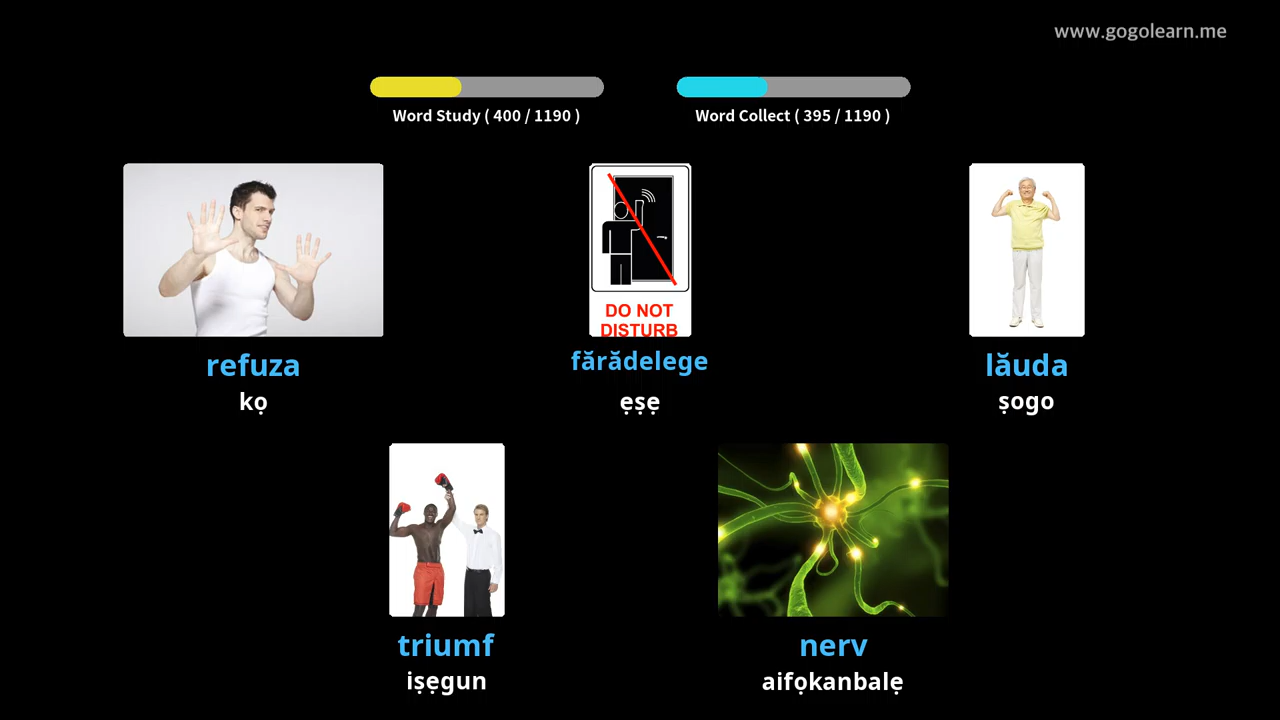 www.gogolearn.me
Word Study ( 400 / 1190 )
Word Collect ( 395 / 1190 )
DO NOT
DISTURB
refuza
kọ
fărădelege
ẹṣẹ
lăuda
ṣogo
triumf
iṣẹgun
nerv
aifọkanbalẹ